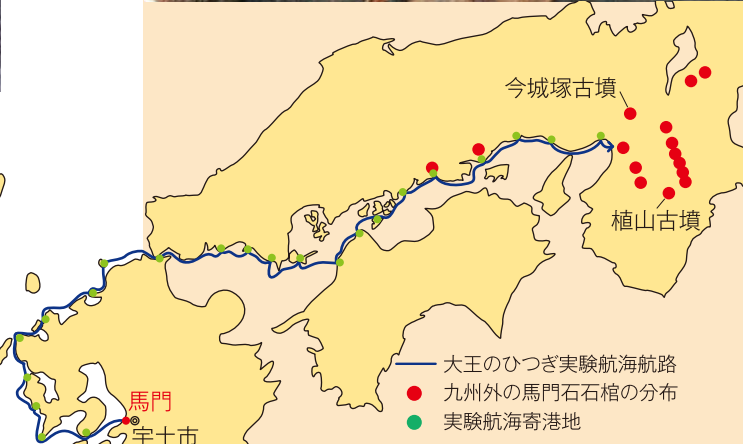 今城塚古墳
植山古墳
大王のひつぎ実験航海航路
九州外の馬門石石棺の分布
実験航海寄港地
馬門
宇土市